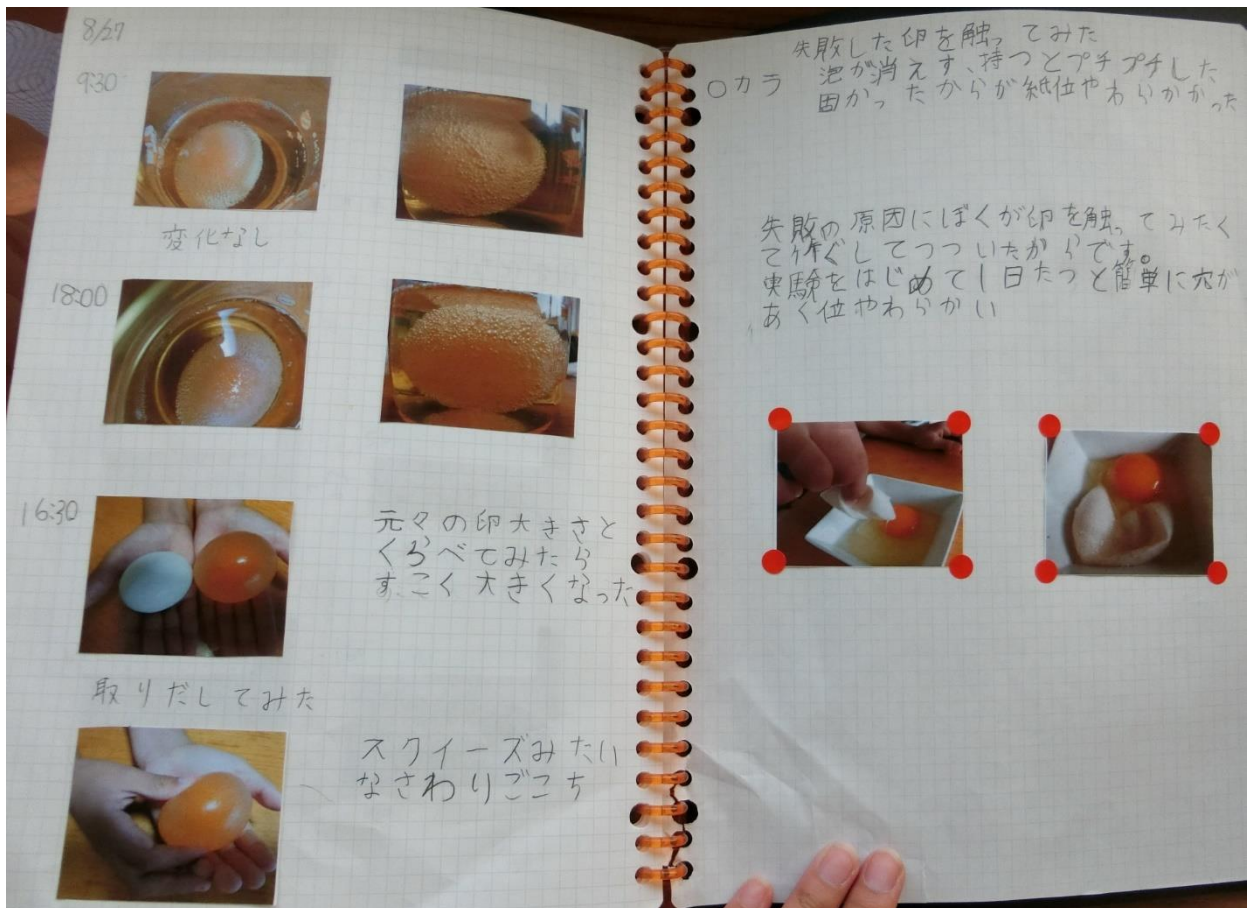 8/27
9:30
変化なし
18:00
16:30
元々の卵大きさと
くらべてみたら
すごく大きくなった
取りだしてみた
スクイーズみたい
なさわりごこち
失敗した卵を触ってみた
○カラ 泡が消えず、持つとプチプチした
固かったからが紙位やわらかかった
失敗の原因にぼくが卵を触ってみたく
てしてつついたからです。
実験をはじめて1日たつと簡単に穴が
あく位やわらかい